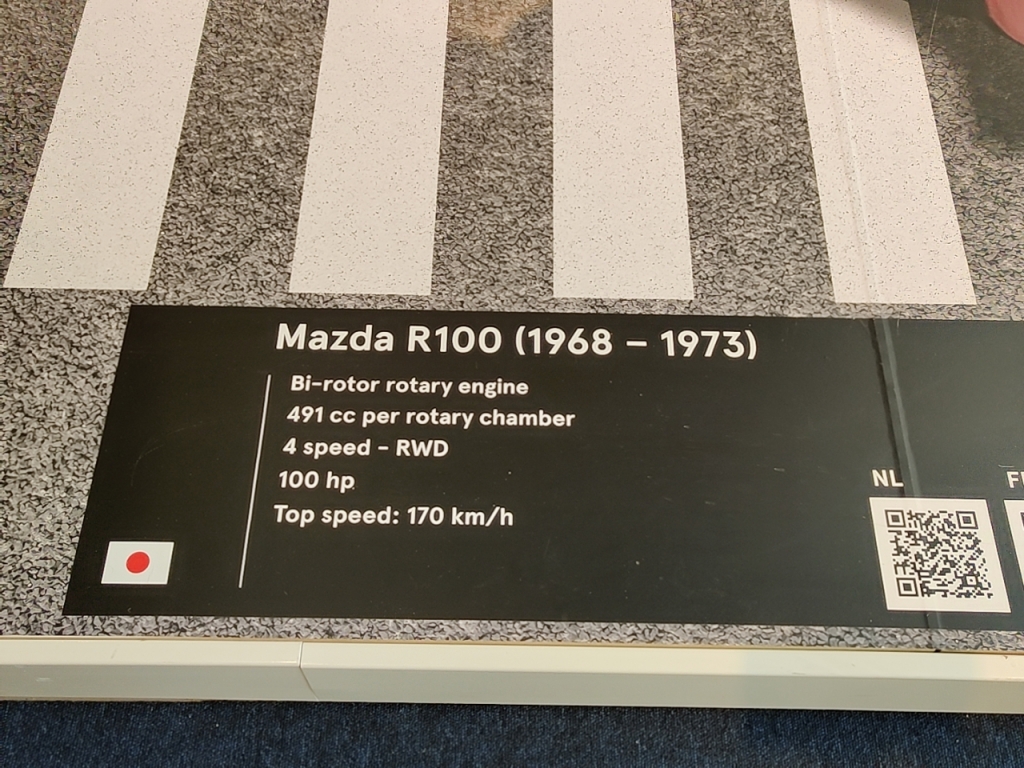 Mazda R100 (1968 – 1973)
Bi-rotor rotary engine
491 cc per rotary chamber
4 speed - RWD
100 hp
Top speed: 170 km/h
NL